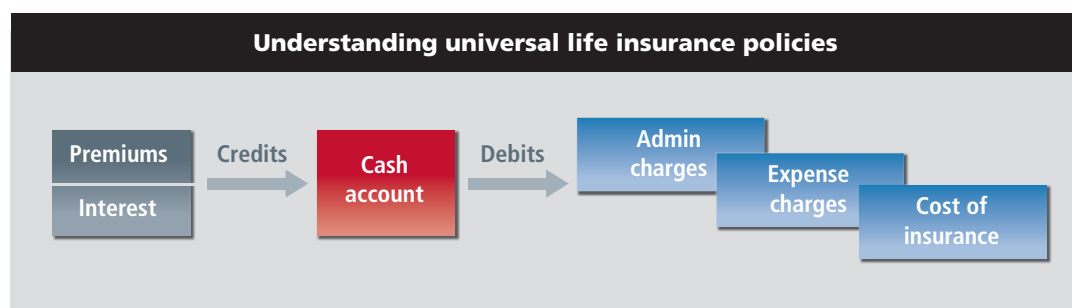 Understanding universal life insurance policies
Premiums
Interest
Credits
Cash
account
Debits
Admin
charges
Expense
charges
Cost of
insurance